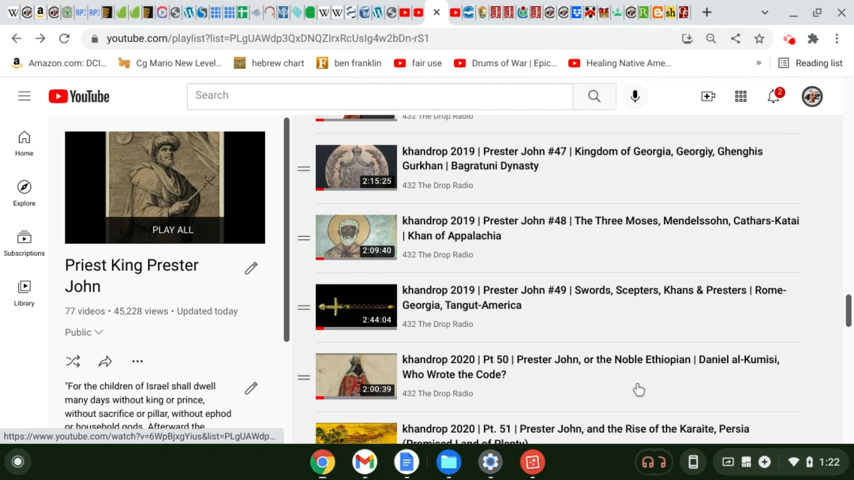 youtube.com/playlist?list=PLgUAWdp3QxDNQZIrxRcUsIg4w2bDn-rS1
Amazon.com: DCI...
Cg Mario New Level...
hebrew chart
ben franklin
fair use
Drums of War | Epic...
Healing Native Ame...
»
Reading list
YouTube
Search
2
Home
Explore
Subscriptions
Library
PLAY ALL
Priest King Prester
John
77 videos • 45,228 views • Updated today
Public
"For the children of Israel shall dwell
many days without king or prince,
without sacrifice or pillar, without ephod
or household gods. Afterward the
432 The Drop Radio
2:15:25
khandrop 2019 | Prester John #47 | Kingdom of Georgia, Georgiy, Ghenghis
Gurkhan | Bagratuni Dynasty
432 The Drop Radio
2:09:40
khandrop 2019 | Prester John #48 | The Three Moses, Mendelssohn, Cathars-Katai
| Khan of Appalachia
432 The Drop Radio
2:44:04
khandrop 2019 | Prester John #49 | Swords, Scepters, Khans & Presters | Rome-
Georgia, Tangut-America
432 The Drop Radio
2:00:39
khandrop 2020 | Pt 50 | Prester John, or the Noble Ethiopian | Daniel al-Kumisi,
Who Wrote the Code?
432 The Drop Radio
khandrop 2020 | Pt. 51 | Prester John, and the Rise of the Karaite, Persia
(Promised Land of Plenty)
https://www.youtube.com/watch?v=6WpBjxgYius&list=PLgUAWdp...
1:22